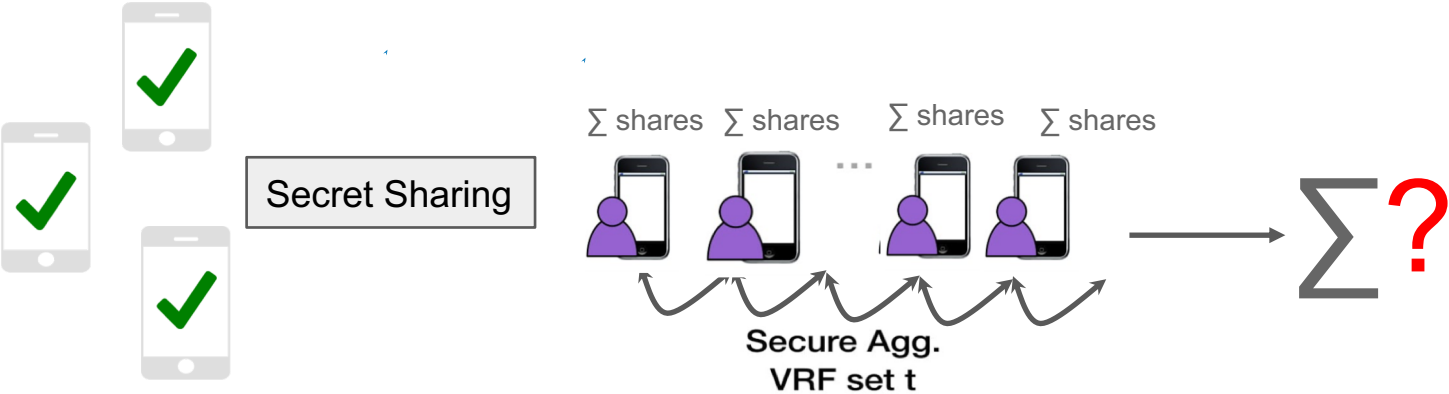 ∑ shares ∑ shares ∑ shares ∑ shares
...
Secret Sharing
∑?
Secure Agg.
VRF set t